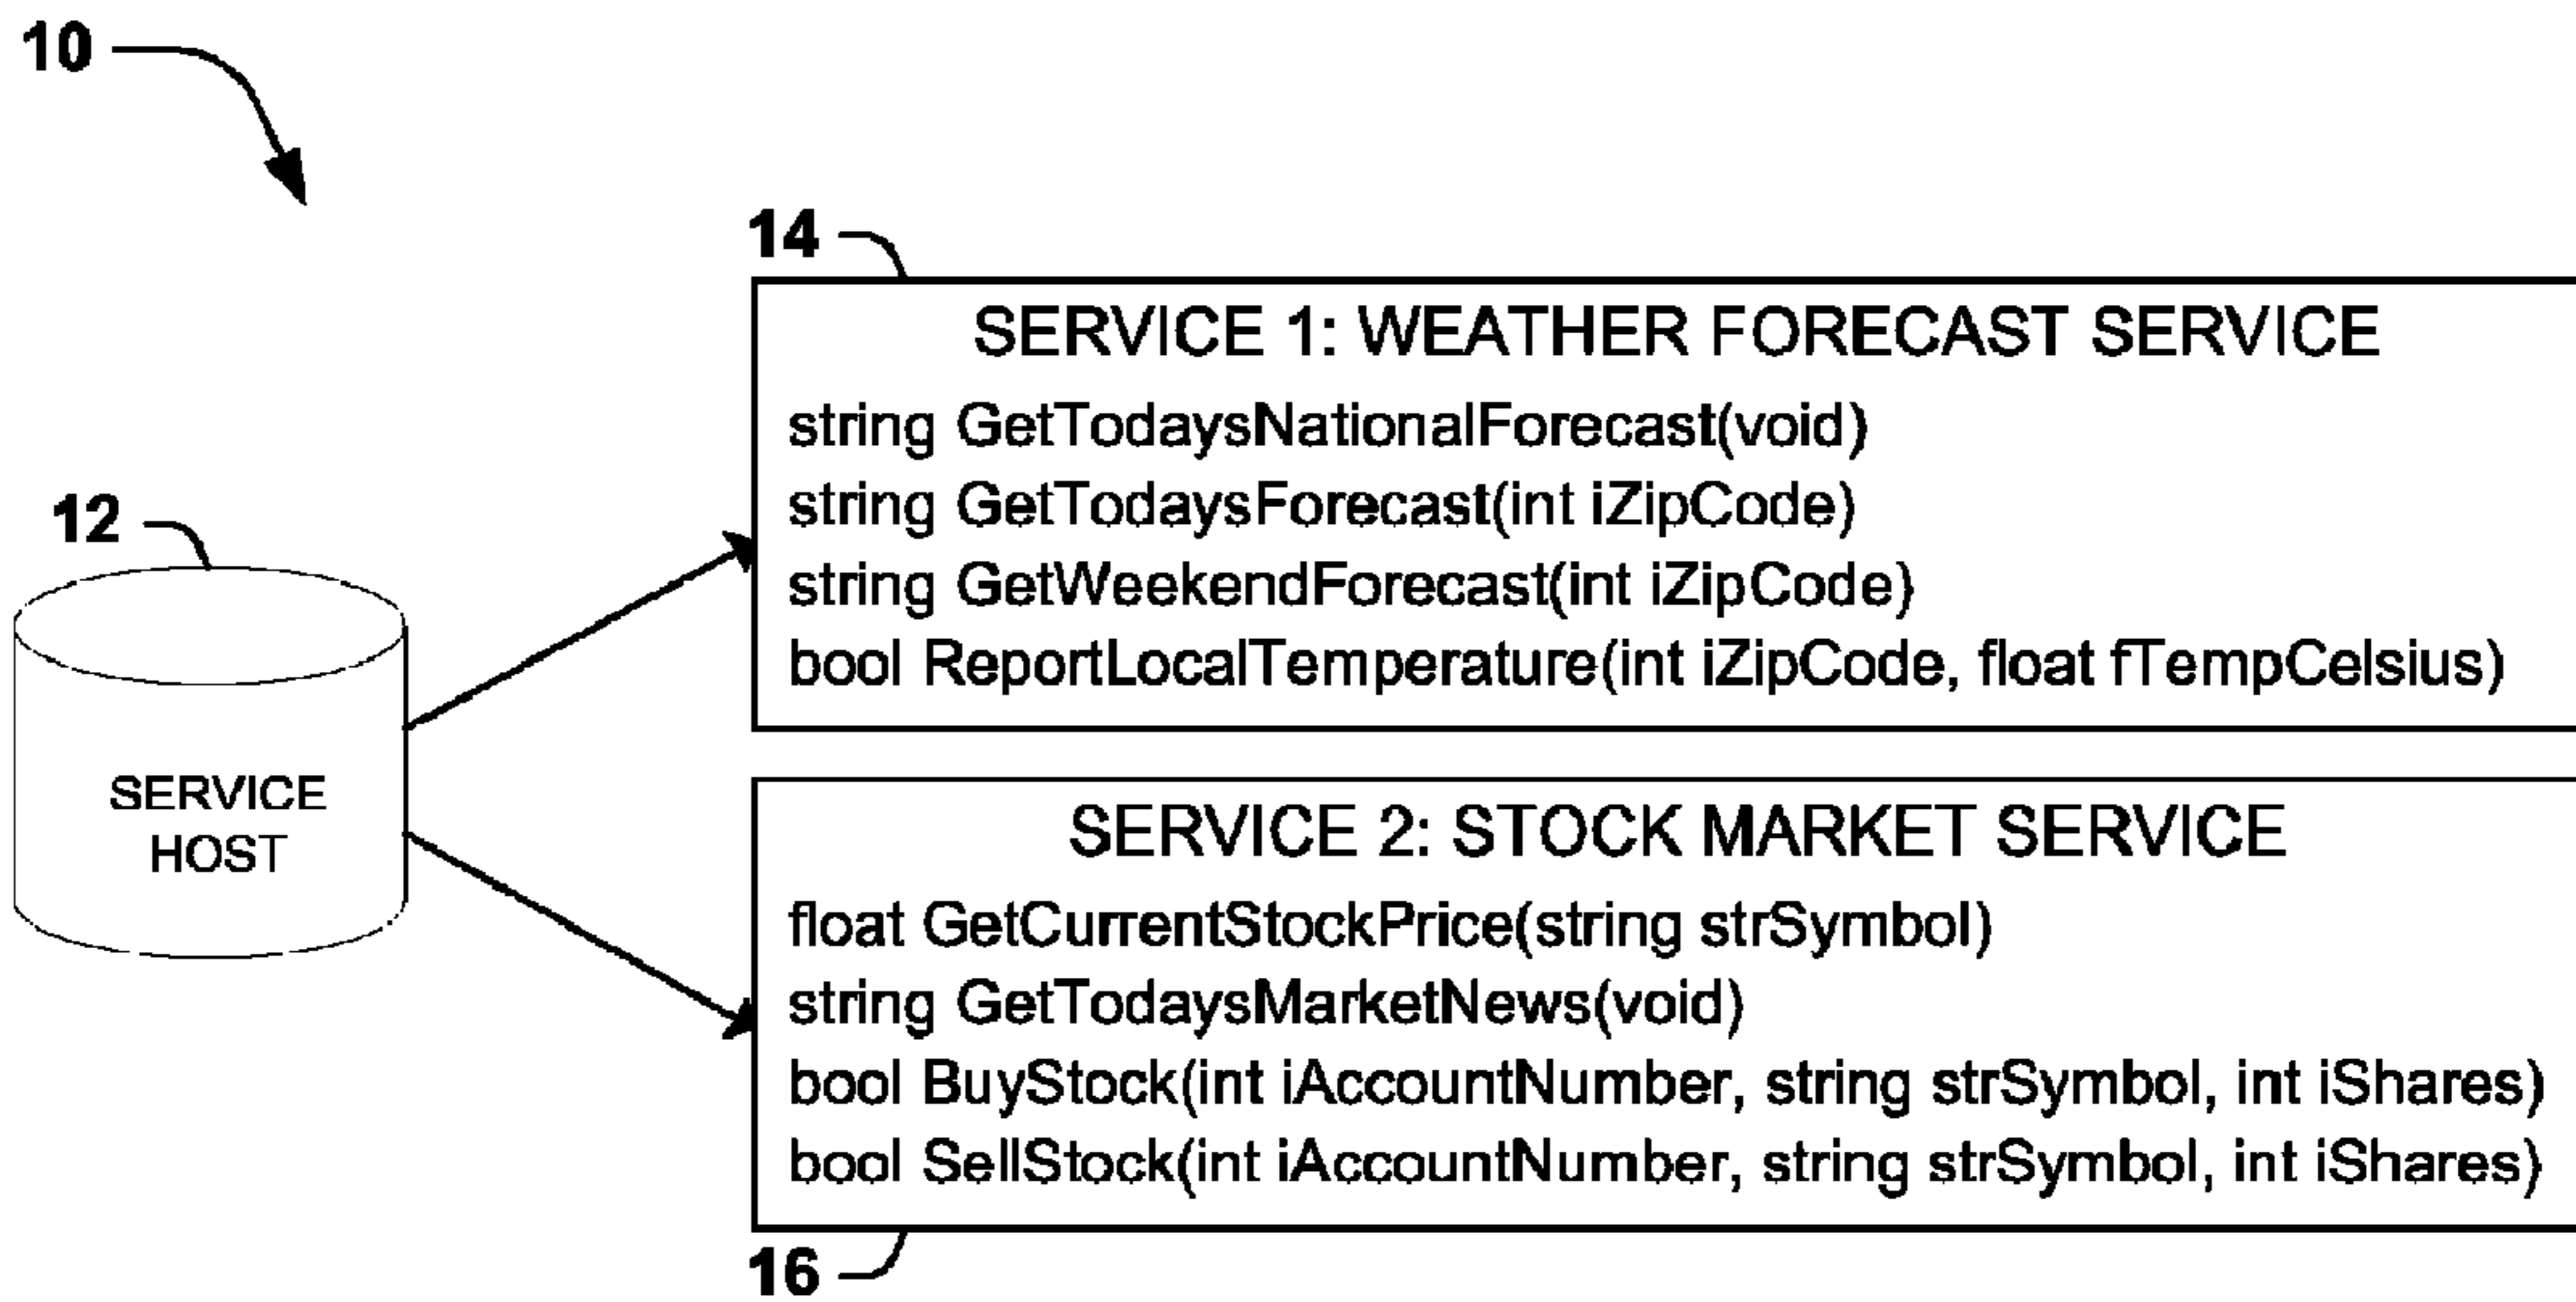 10
14
SERVICE 1: WEATHER FORECAST SERVICE
string GetTodaysNationalForecast(void)
string GetTodaysForecast(int iZipCode)
string GetWeekendForecast(int iZipCode)
bool ReportLocalTemperature(int iZipCode, float fTempCelsius)
12
SERVICE
HOST
SERVICE 2: STOCK MARKET SERVICE
float GetCurrentStockPrice(string strSymbol)
string GetTodaysMarketNews(void)
bool BuyStock(int iAccountNumber, string strSymbol, int iShares)
bool SellStock(int iAccountNumber, string strSymbol, int iShares)
16